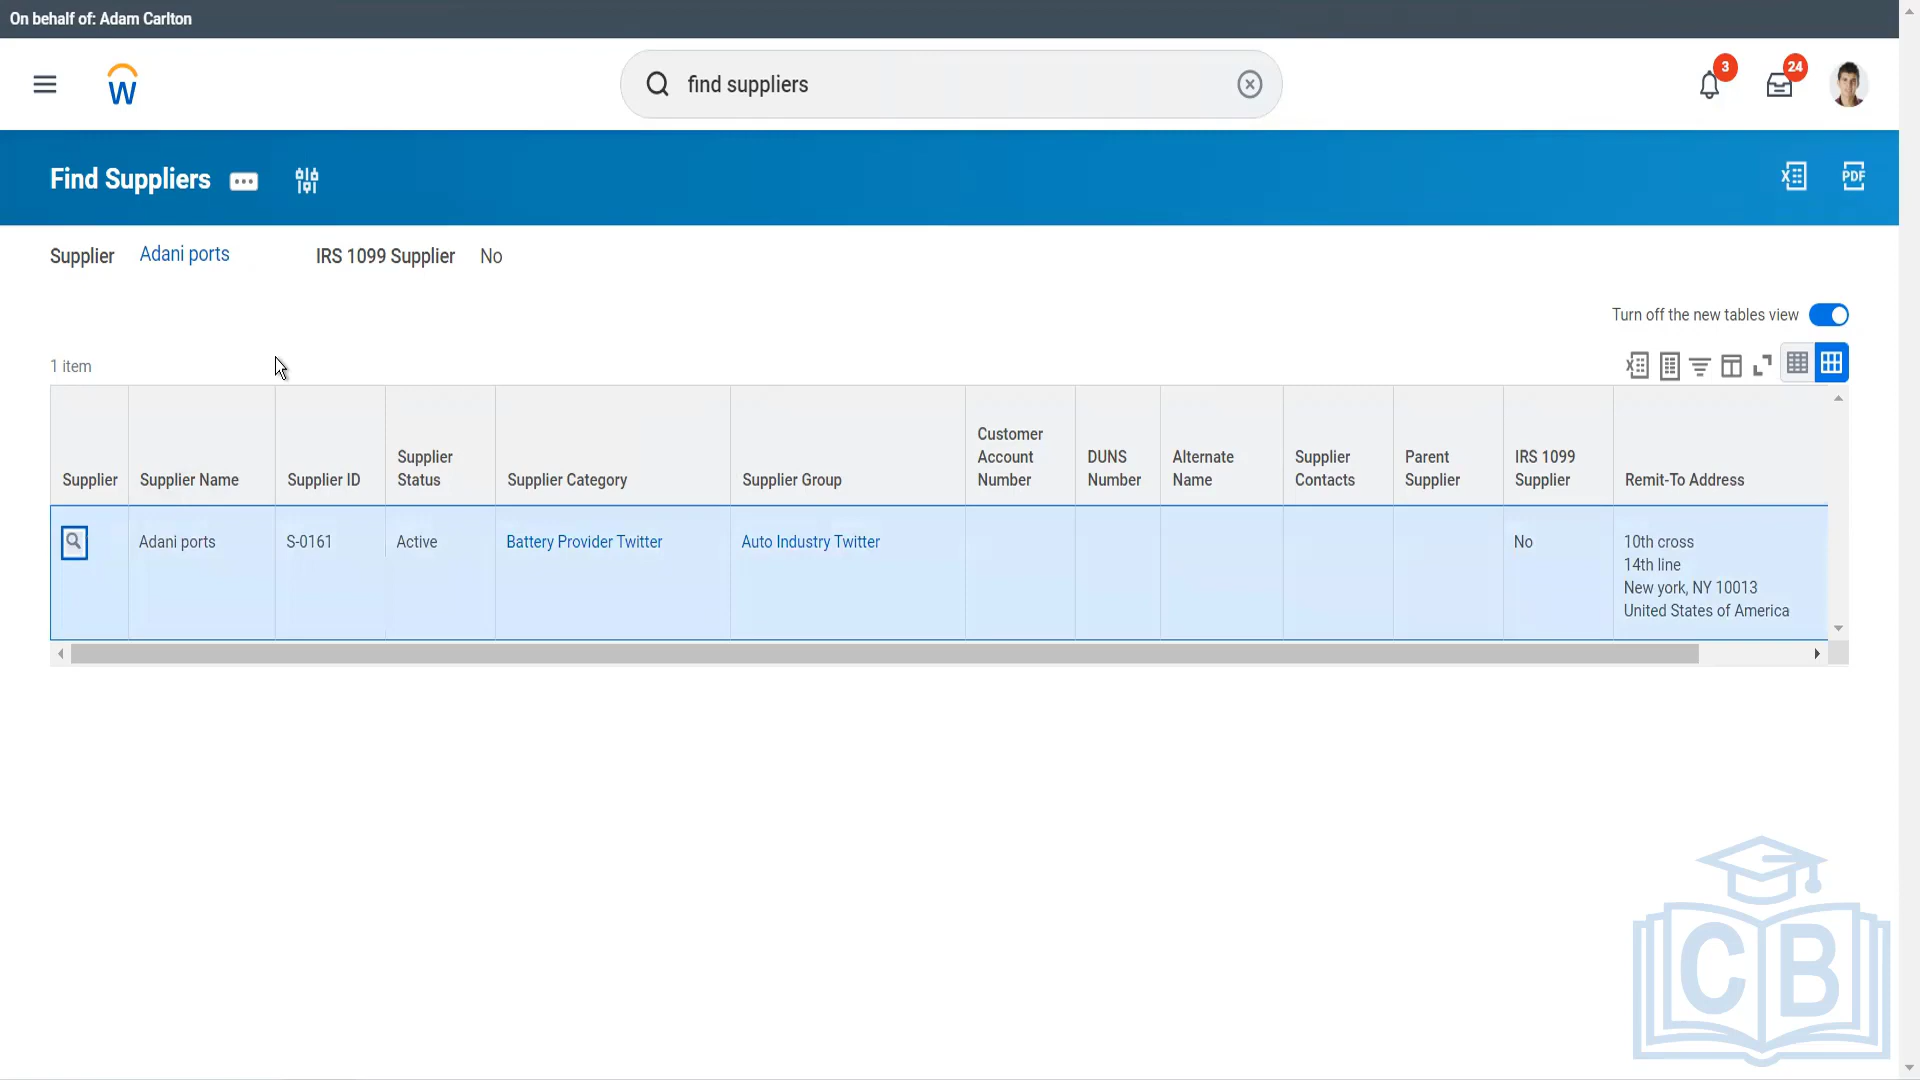 On behalf of: Adam Carlton
W
find suppliers
3
24
Find Suppliers
X
PDF
Supplier Adani ports IRS 1099 Supplier No
Turn off the new tables view
1 item
Supplier
Supplier Name
Supplier ID
Supplier
Status
Supplier Category
Supplier Group
Customer
Account
Number
DUNS
Number
Alternate
Name
Supplier
Contacts
Parent
Supplier
IRS 1099
Supplier
Remit-To Address
Adani ports
S-0161
Active
Battery Provider Twitter
Auto Industry Twitter
No
10th cross
14th line
New york, NY 10013
United States of America
CB